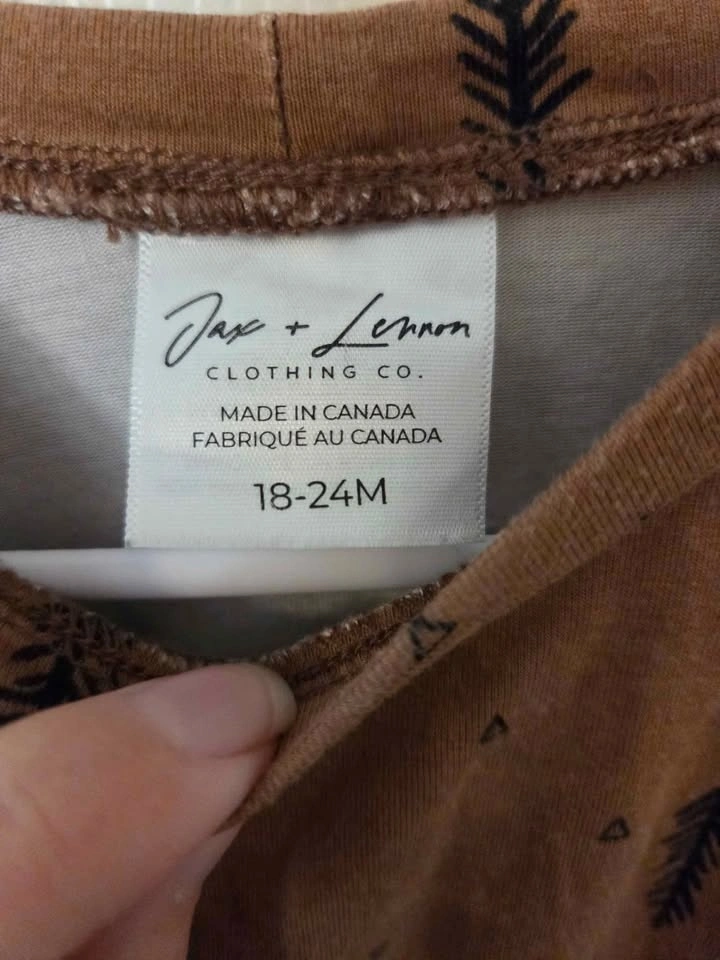 Jax + Lennon
CLOTHING CO.
MADE IN CANADA
FABRIQUÉ AU CANADA
18-24M